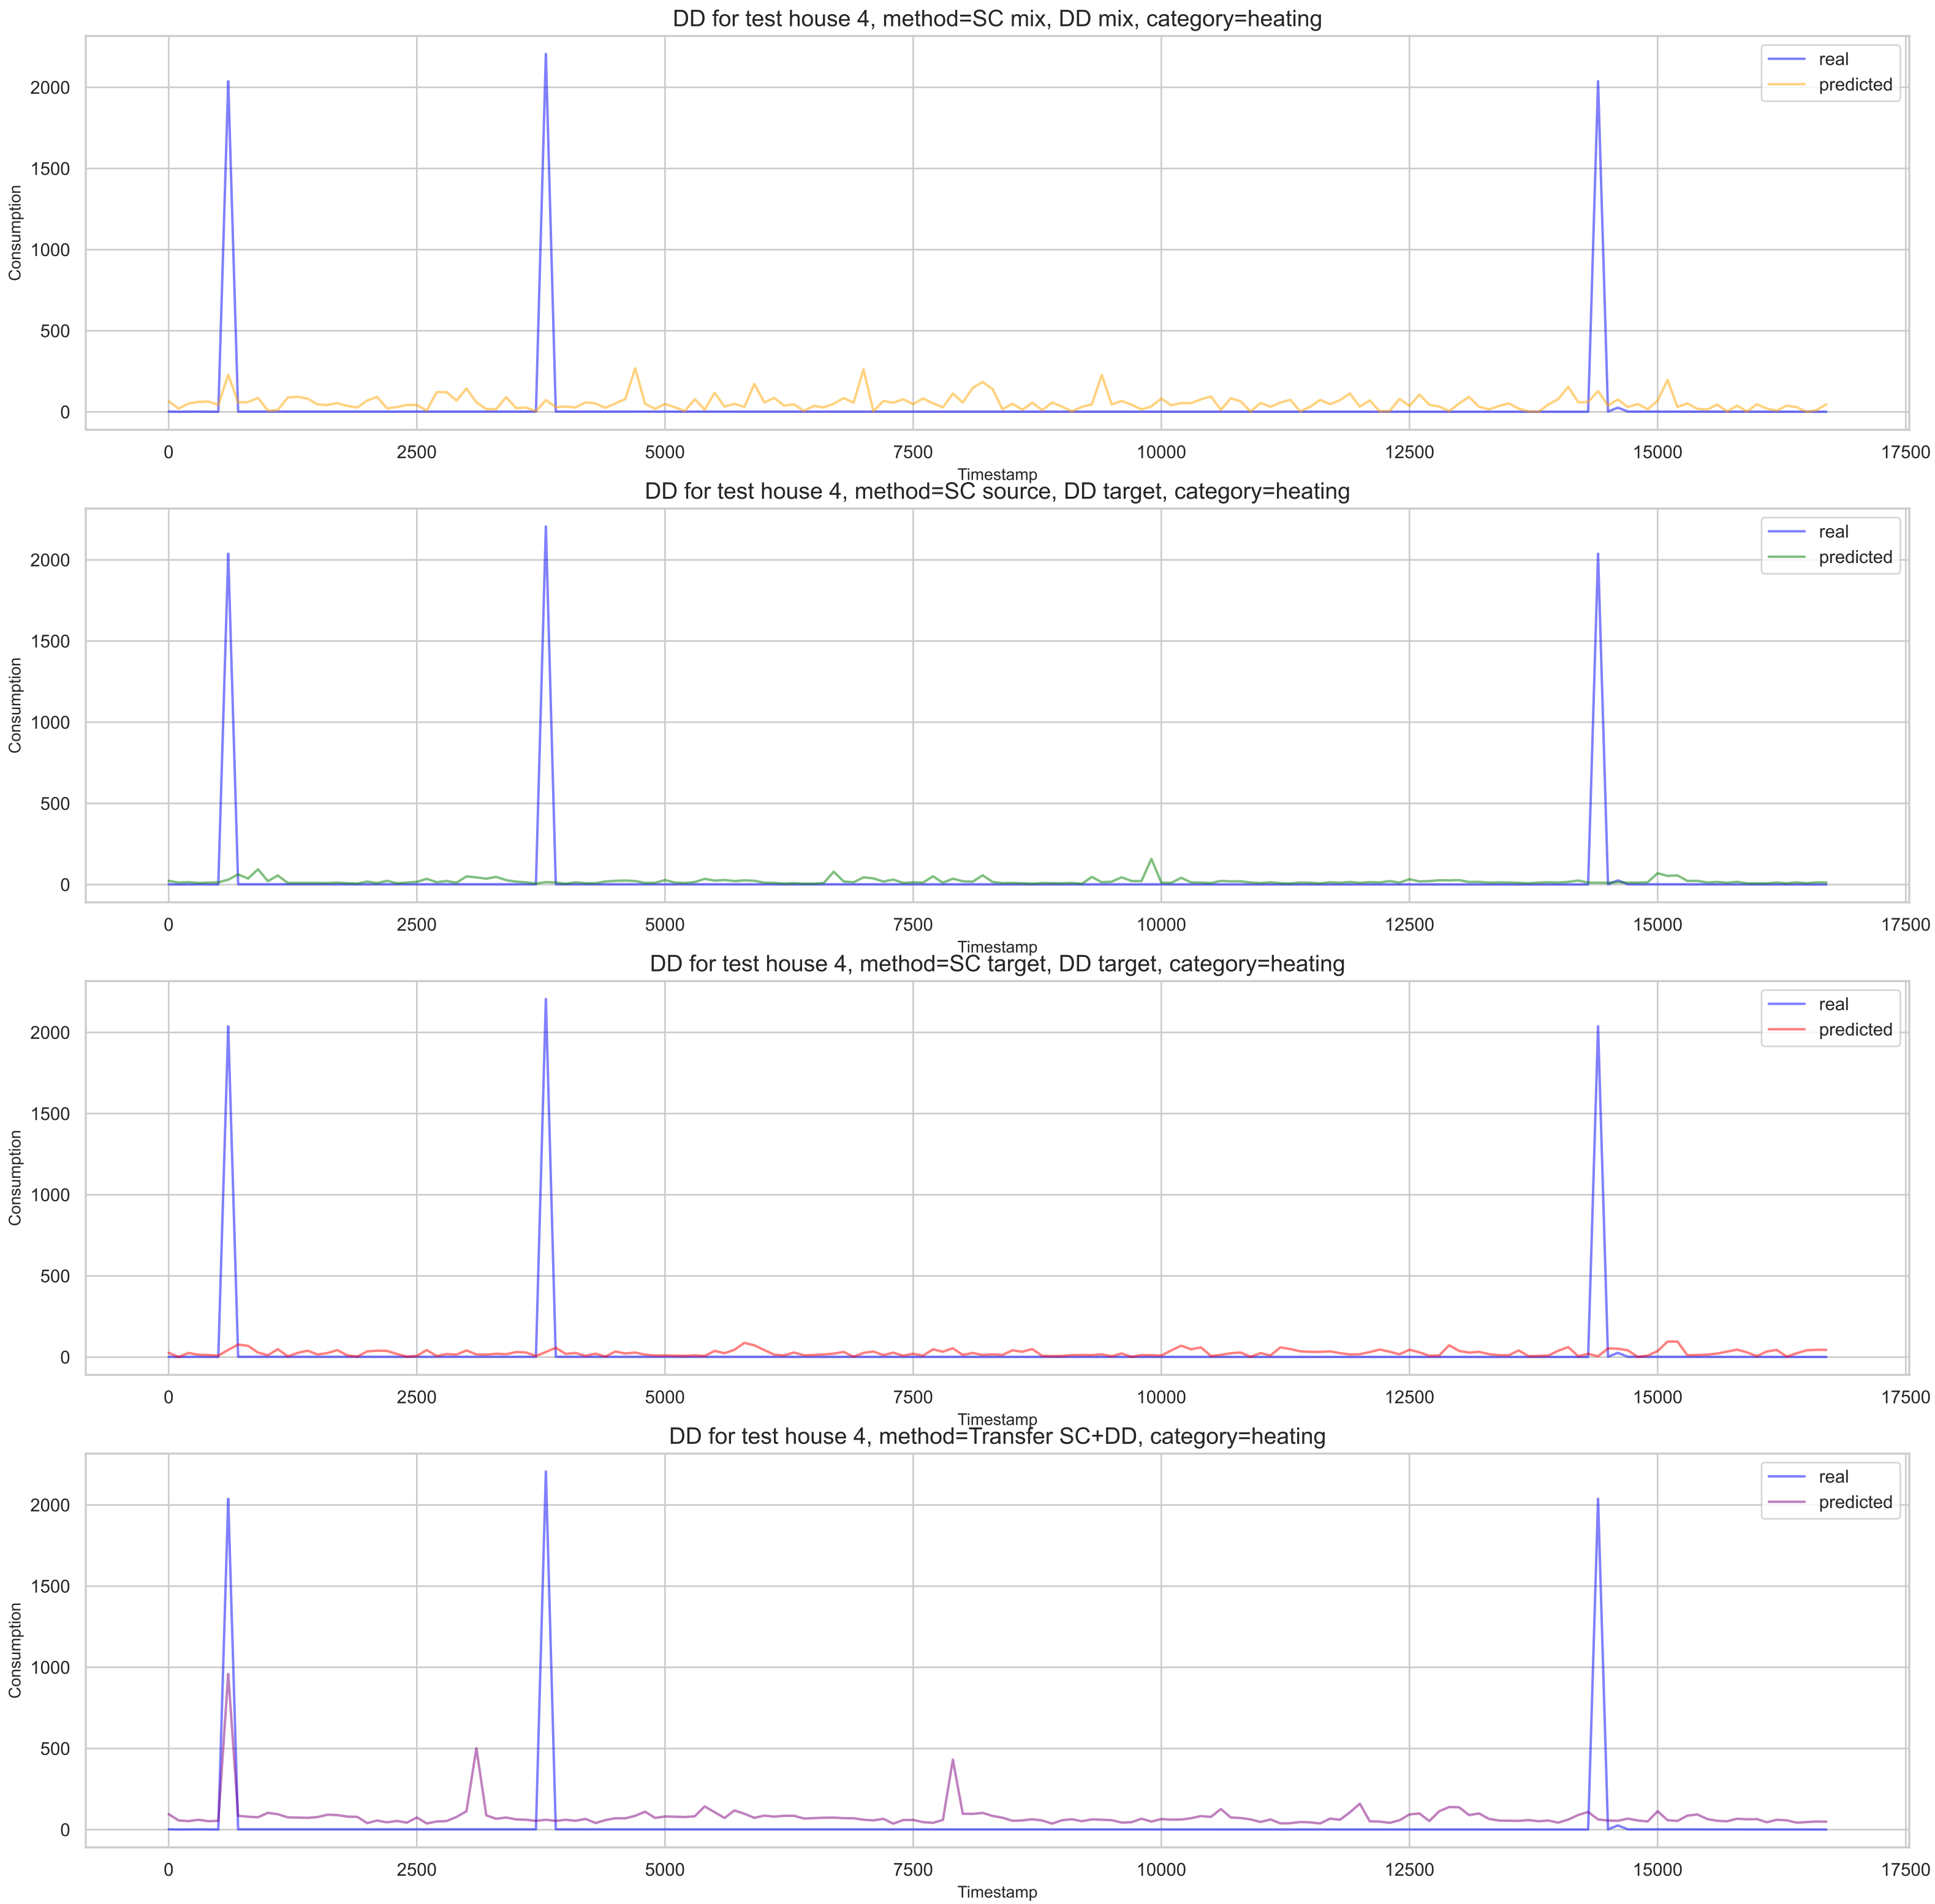 DD for test house 4, method=SC mix, DD mix, category=heating
real
predicted
2000
1500
1000
500
0
Consumption
0 2500 5000 7500 10000 12500 15000 17500
Timestamp
DD for test house 4, method=SC source, DD target, category=heating
real
predicted
2000
1500
1000
500
0
Consumption
0 2500 5000 7500 10000 12500 15000 17500
Timestamp
DD for test house 4, method=SC target, DD target, category=heating
real
predicted
2000
1500
1000
500
0
Consumption
0 2500 5000 7500 10000 12500 15000 17500
Timestamp
DD for test house 4, method=Transfer SC+DD, category=heating
real
predicted
2000
1500
1000
500
0
Consumption
0 2500 5000 7500 10000 12500 15000 17500
Timestamp